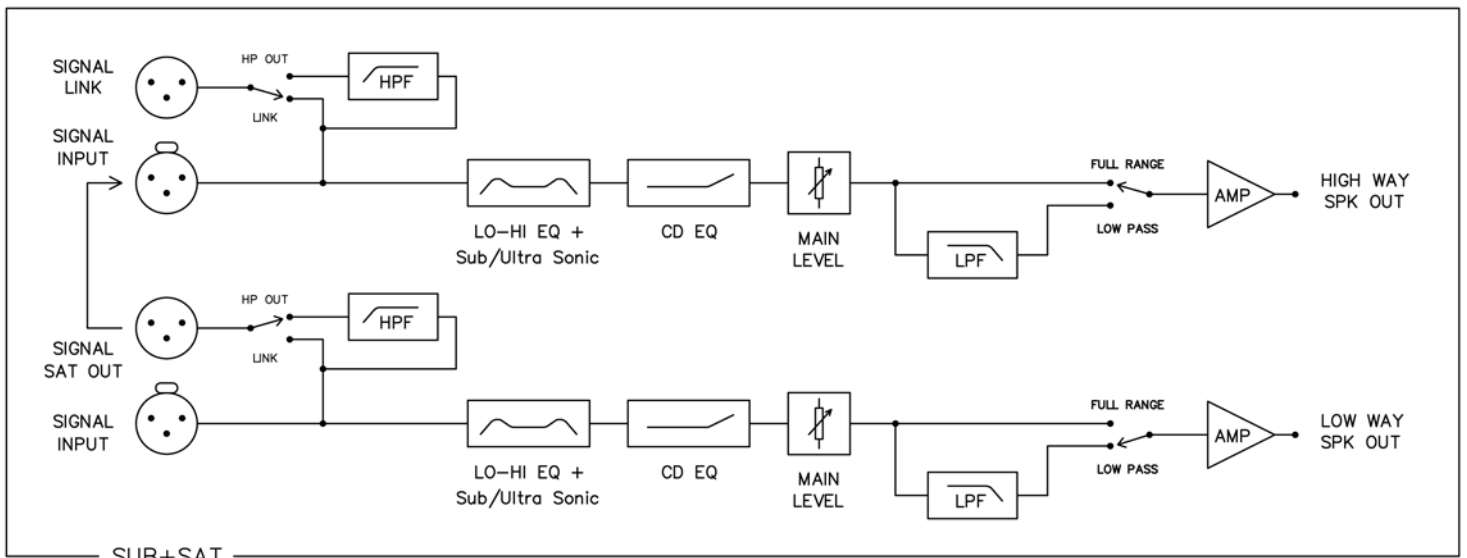 SIGNAL
LINK
HP OUT
LINK
HPF
SIGNAL
INPUT
LO-HI EQ +
Sub/Ultra Sonic
CD EQ
MAIN
LEVEL
LPF
FULL RANGE
LOW PASS
AMP
HIGH WAY
SPK OUT
SIGNAL
SAT OUT
HP OUT
LINK
HPF
SIGNAL
INPUT
LO-HI EQ +
Sub/Ultra Sonic
CD EQ
MAIN
LEVEL
LPF
FULL RANGE
LOW PASS
AMP
LOW WAY
SPK OUT
SUB+SAT